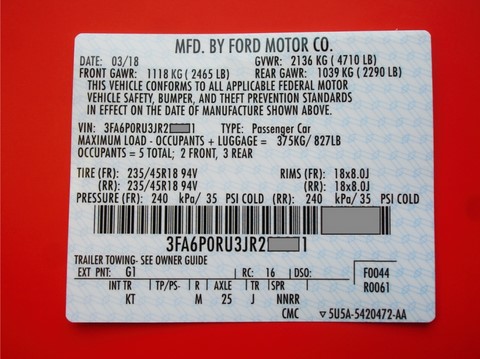 MFD. BY FORD MOTOR CO.
DATE: 03/18 GVWR: 2136 KG ( 4710 LB)
FRONT GAWR: 1118 KG ( 2465 LB) REAR GAWR: 1039 KG ( 2290 LB)
THIS VEHICLE CONFORMS TO ALL APPLICABLE FEDERAL MOTOR
VEHICLE SAFETY, BUMPER, AND THEFT PREVENTION STANDARDS
IN EFFECT ON THE DATE OF MANUFACTURE SHOWN ABOVE.
VIN: 3FA6P0RU3JR2 1 TYPE: Passenger Car
MAXIMUM LOAD - OCCUPANTS + LUGGAGE = 375KG/ 827LB
OCCUPANTS = 5 TOTAL; 2 FRONT, 3 REAR
TIRE (FR): 235/45R18 94V RIMS (FR): 18x8.0J
(RR): 235/45R18 94V (RR): 18x8.0J
PRESSURE (FR): 240 kPa/ 35 PSI COLD (RR): 240 kPa/ 35 PSI COLD
3FA6P0RU3JR2 1
TRAILER TOWING- SEE OWNER GUIDE
EXT PNT: G1 RC: 16 DSO: F0044
R0061
INT TR TP/PS- R AXLE TR SPR
KT M 25 J NNRR
CMC ▽ 5U5A-5420472-AA